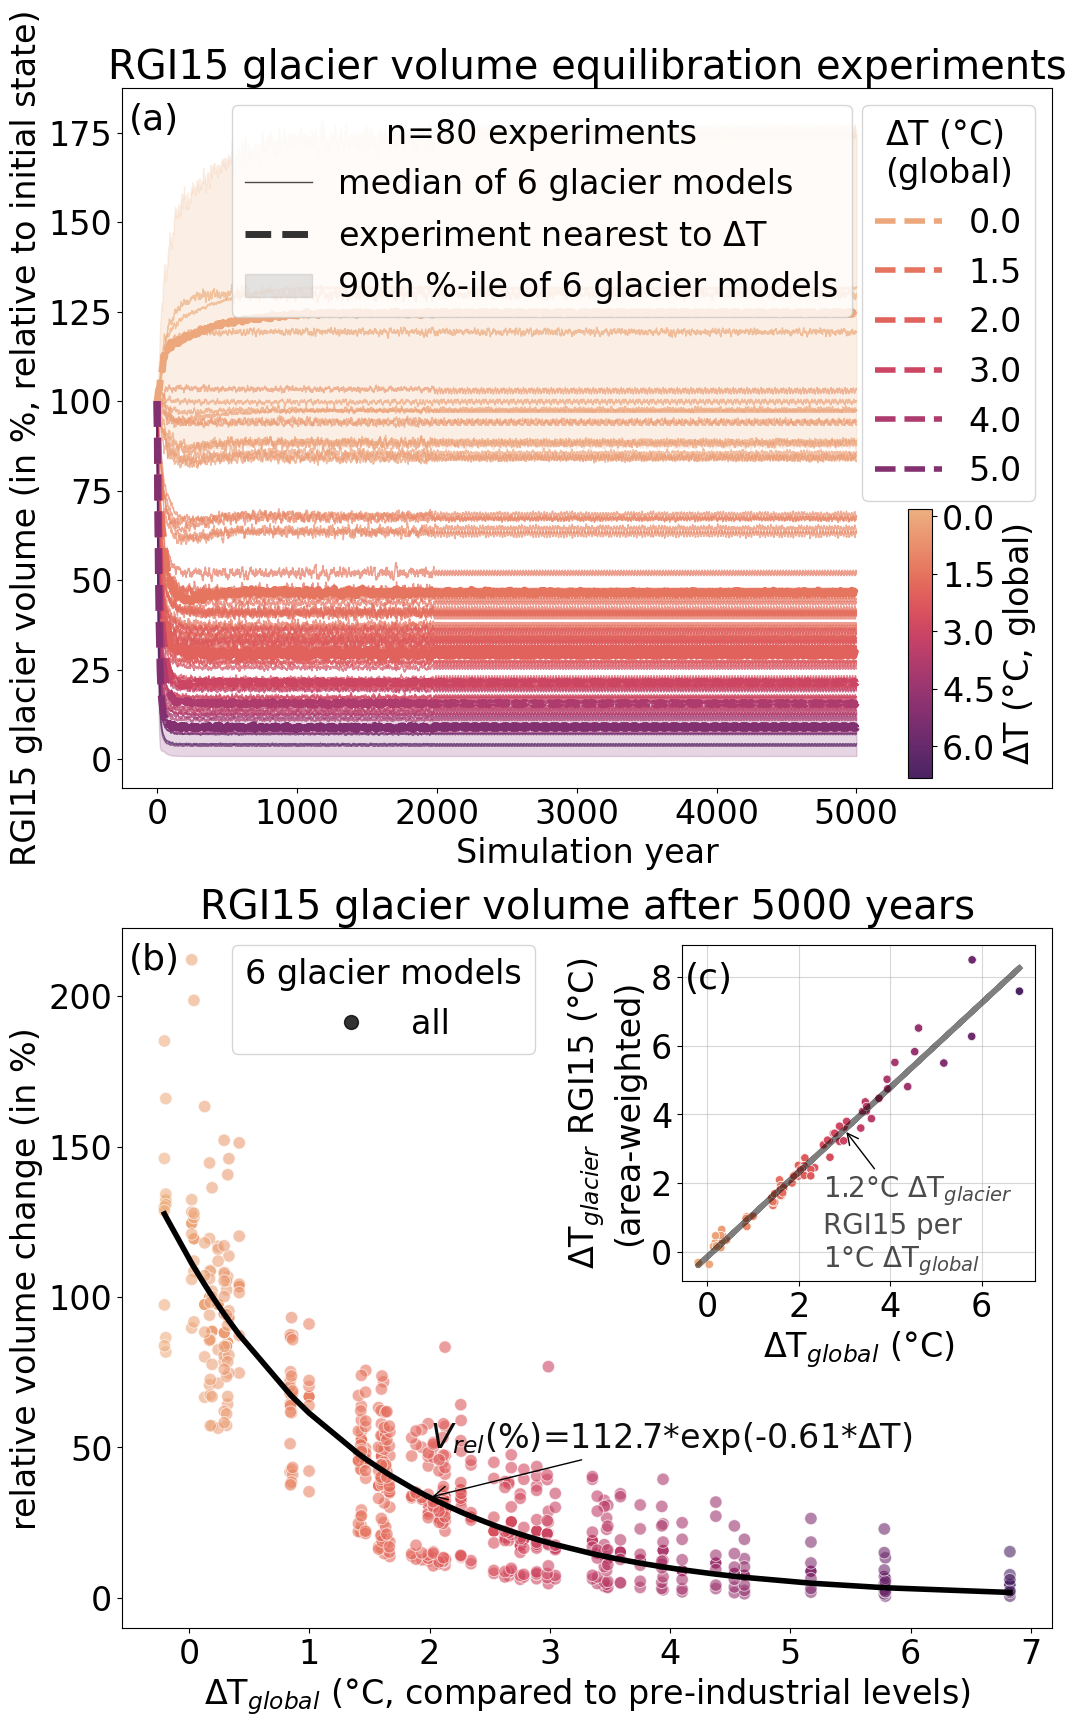 RGI15 glacier volume equilibration experiments
(a)
RGI15 glacier volume (in %, relative to initial state)
175
150
125
100
75
50
25
0
n=80 experiments
median of 6 glacier models
experiment nearest to ΔT
90th %-ile of 6 glacier models
ΔT (°C)
(global)
0.0
1.5
2.0
3.0
4.0
5.0
0.0
1.5
3.0
4.5
6.0
ΔT (°C, global)
0 1000 2000 3000 4000 5000
Simulation year
RGI15 glacier volume after 5000 years
(b)
relative volume change (in %)
200
150
100
50
0
6 glacier models
all
(c)
ΔT_glacier RGI15 (°C)
(area-weighted)
8
6
4
2
0
1.2°C ΔT_glacier
RGI15 per
1°C ΔT_global
0 2 4 6
ΔT_global (°C)
V_rel(%)=112.7*exp(-0.61*ΔT)
0 1 2 3 4 5 6 7
ΔT_global (°C, compared to pre-industrial levels)